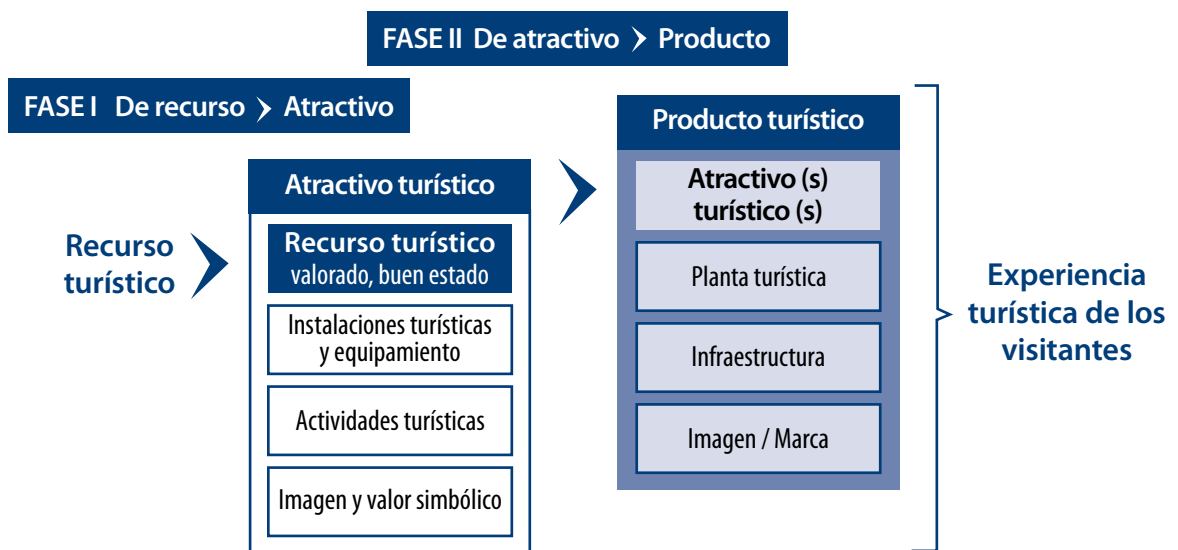 FASE II De atractivo > Producto
FASE I De recurso > Atractivo
Recurso
turístico
Atractivo turístico
Recurso turístico
valorado, buen estado
Instalaciones turísticas
y equipamiento
Actividades turísticas
Imagen y valor simbólico
Producto turístico
Atractivo (s)
turístico (s)
Planta turística
Infraestructura
Imagen / Marca
Experiencia
turística de los
visitantes